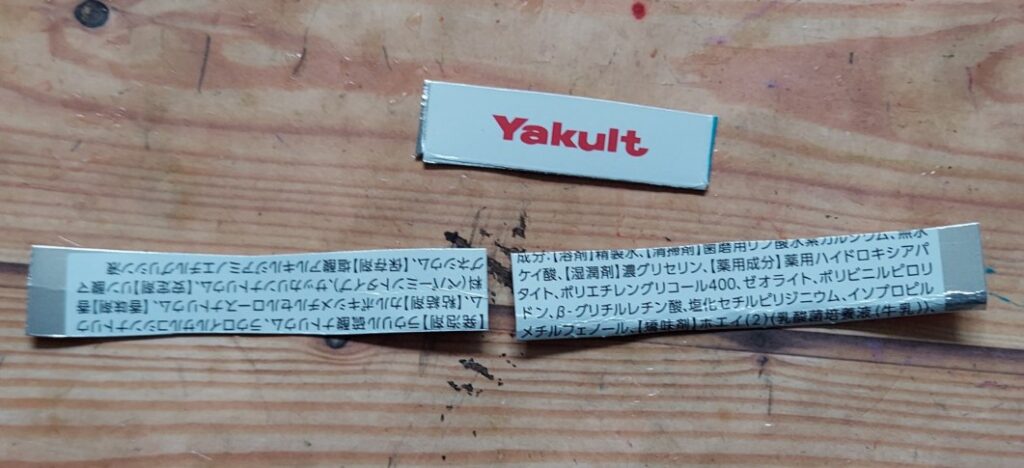 Yakult
成分:【溶剤】精製水、【清掃剤】歯磨用リン酸水素カルシウム、無水
ケイ酸、【湿潤剤】濃グリセリン、【薬用成分】薬用ハイドロキシアパ
タイト、ポリエチレングリコール400、ゼオライト、ポリビニルピロリ
ドン、β-グリチルレチン酸、塩化セチルピリジニウム、イソプロピル
メチルフェノール、【矯味剤】ホエイ(2)(乳酸菌培養液(牛乳))、
【発泡剤】ラウリル硫酸ナトリウム、ラウロイルサルコシンナトリウ
ム、【粘結剤】カルボキシメチルセルロースナトリウム、【香味剤】香
料(ペパーミントタイプ)、サッカリンナトリウム、【安定剤】リン酸マ
グネシウム、【保存剤】塩酸アルキルジアミノエチルグリシン液